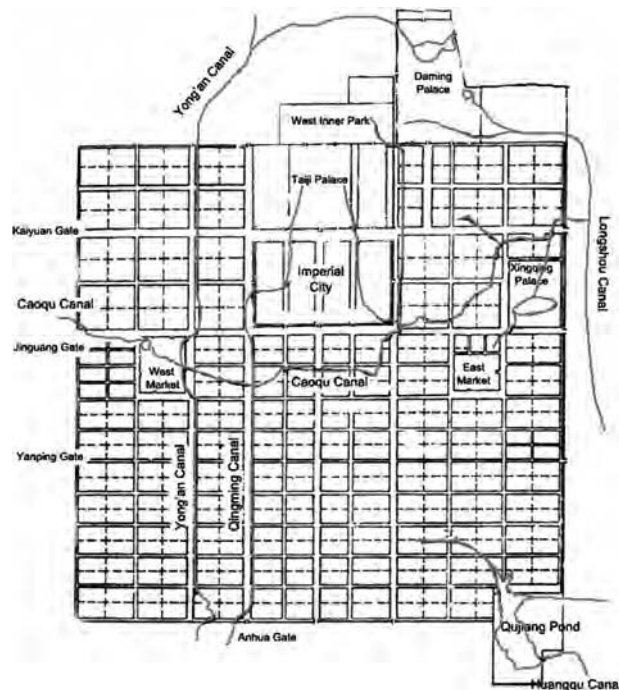 Yong'an Canal
Daming
Palace
West Inner Park
Taiji Palace
Kaiyuan Gate
Longshou Canal
Imperial
City
Xingqing
Palace
Caoqu Canal
Jinguang Gate
West
Market
Caoqu Canal
East
Market
Yanping Gate
Yong'an Canal
Qingming Canal
Qujiang Pond
Anhua Gate
Huangqu Canal